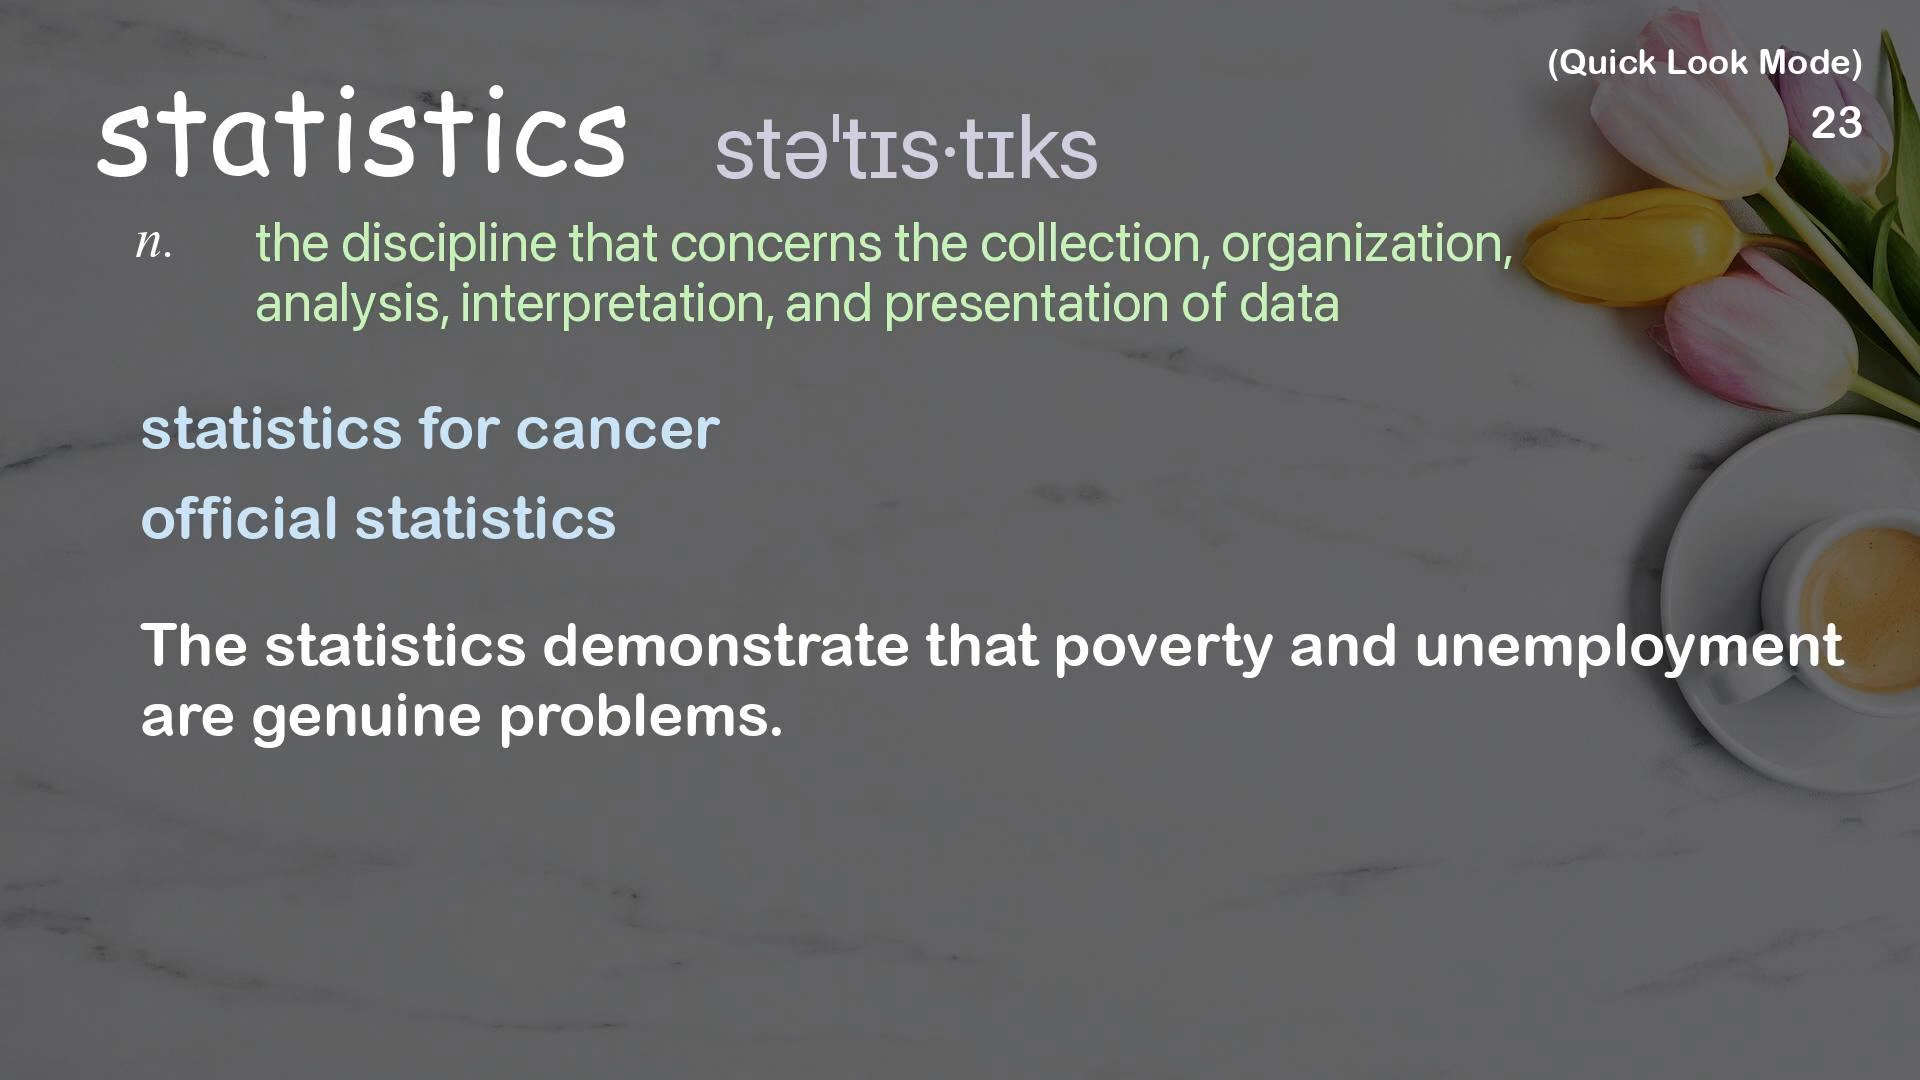 (Quick Look Mode)
23
statistics stəˈtɪs·tɪks
n. the discipline that concerns the collection, organization,
analysis, interpretation, and presentation of data
statistics for cancer
official statistics
The statistics demonstrate that poverty and unemployment
are genuine problems.